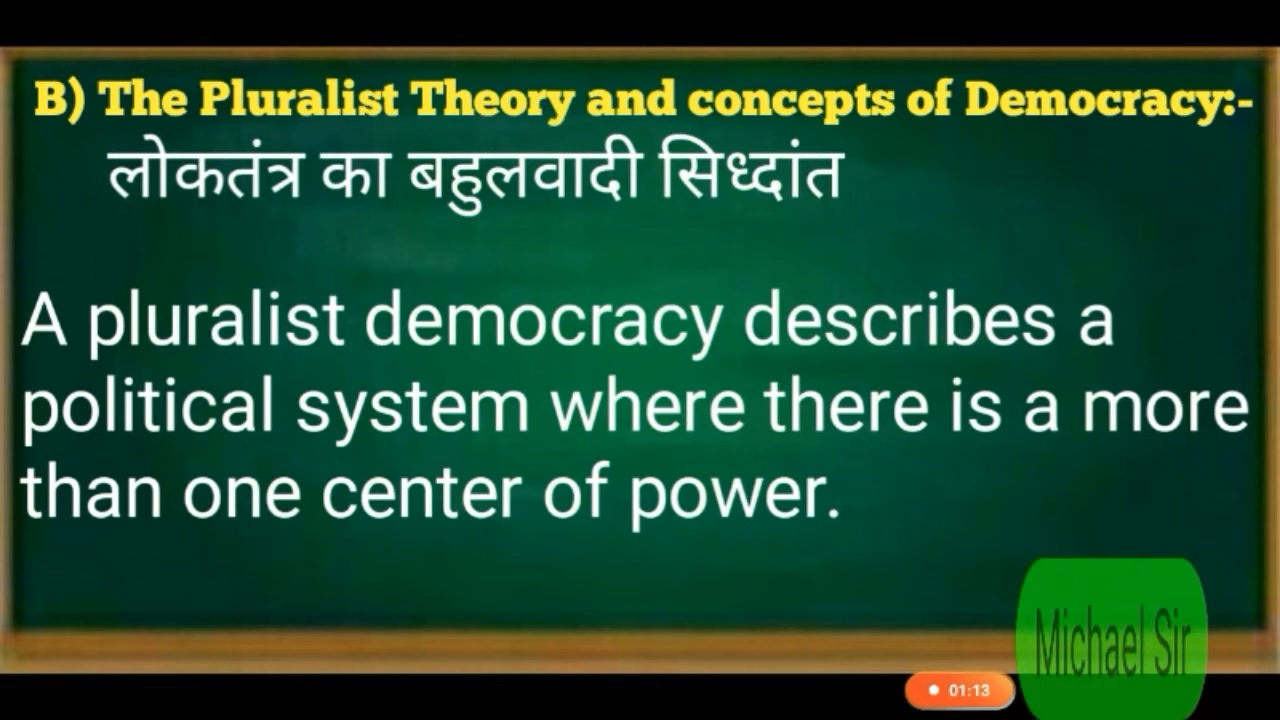 B) The Pluralist Theory and concepts of Democracy:-
लोकतंत्र का बहुलवादी सिध्दांत
A pluralist democracy describes a
political system where there is a more
than one center of power.
Michael Sir
01:13